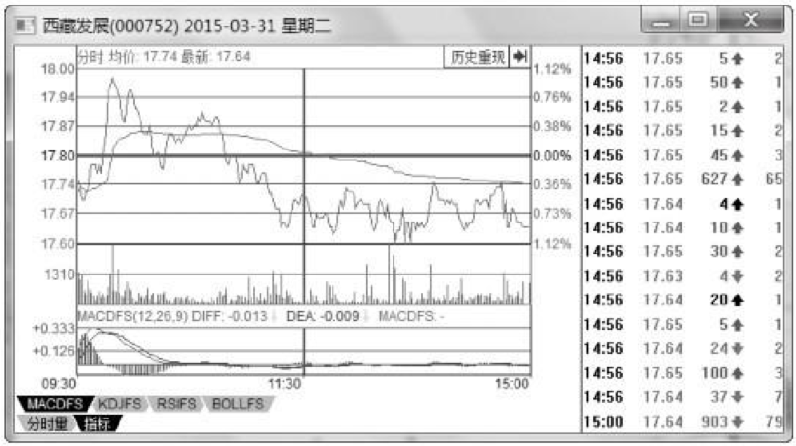 西藏发展(000752) 2015-03-31 星期二
分时 均价: 17.74 最新: 17.64
历史重现
18.00 1.12%
17.94 0.76%
17.87 0.38%
17.80 0.00%
17.74 0.36%
17.67 0.73%
17.60 1.12%
1310
MACDFS(12,26,9) DIFF: -0.013↓ DEA: -0.009↓ MACDFS: -
+0.333
+0.126
09:30 11:30 15:00
MACDFS KDJFS RSIFS BOLLFS
分时量 指标
14:56 17.65 5↑ 2
14:56 17.65 50↑ 1
14:56 17.65 2↑ 1
14:56 17.65 15↑ 2
14:56 17.65 45↑ 3
14:56 17.65 627↑ 65
14:56 17.64 4↑ 1
14:56 17.64 10↑ 1
14:56 17.65 30↑ 2
14:56 17.63 4↓ 2
14:56 17.64 20↑ 1
14:56 17.65 5↑ 1
14:56 17.64 24↓ 2
14:56 17.65 100↑ 3
14:56 17.64 37↓ 7
15:00 17.64 903↓ 79